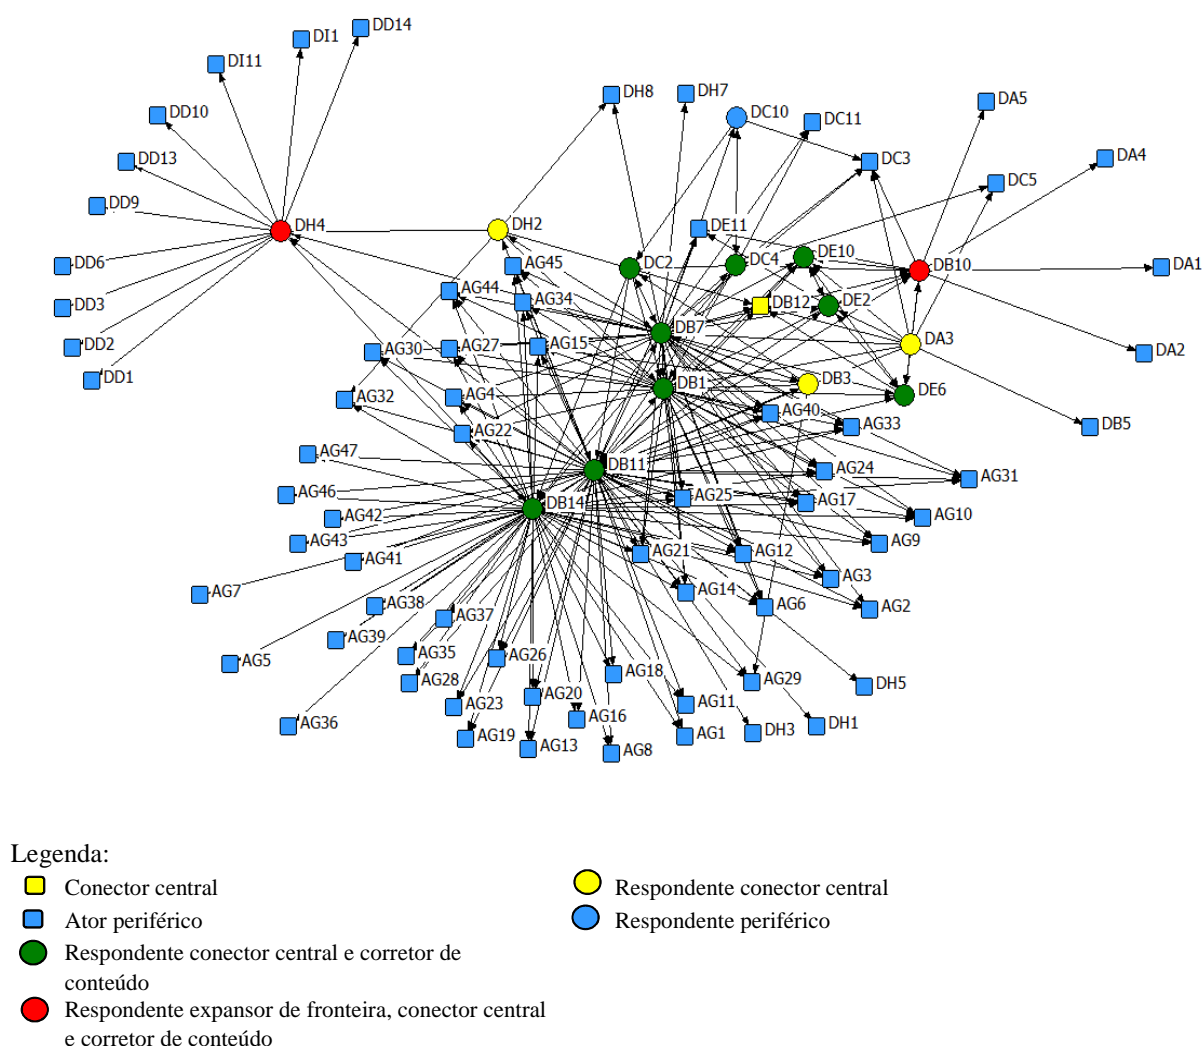 DD14
DI1
DI11
DD10
DD13
DD9
DH4
DD6
DD3
DD2
DD1
DH8
DH7
DC10
DC11
DA5
DC3
DA4
DC5
DH2
DE11
DE10
DC2
DC4
DB10
DA1
AG45
AG44
AG34
DB12
DE2
DB7
DA3
DA2
AG30
AG27
AG15
AG32
AG4
DB1
DB3
DE6
AG22
AG40
AG33
DB5
AG47
DB11
AG24
AG31
AG46
AG25
AG17
AG42
DB14
AG10
AG43
AG9
AG41
AG21
AG12
AG7
AG14
AG3
AG38
AG37
AG6
AG2
AG39
AG5
AG35
AG26
AG28
AG18
AG29
DH5
AG23
AG20
AG11
AG36
AG16
AG19
AG13
AG8
AG1
DH3
DH1
Legenda:
Conector central
Respondente conector central
Ator periférico
Respondente periférico
Respondente conector central e corretor de
conteúdo
Respondente expansor de fronteira, conector central
e corretor de conteúdo